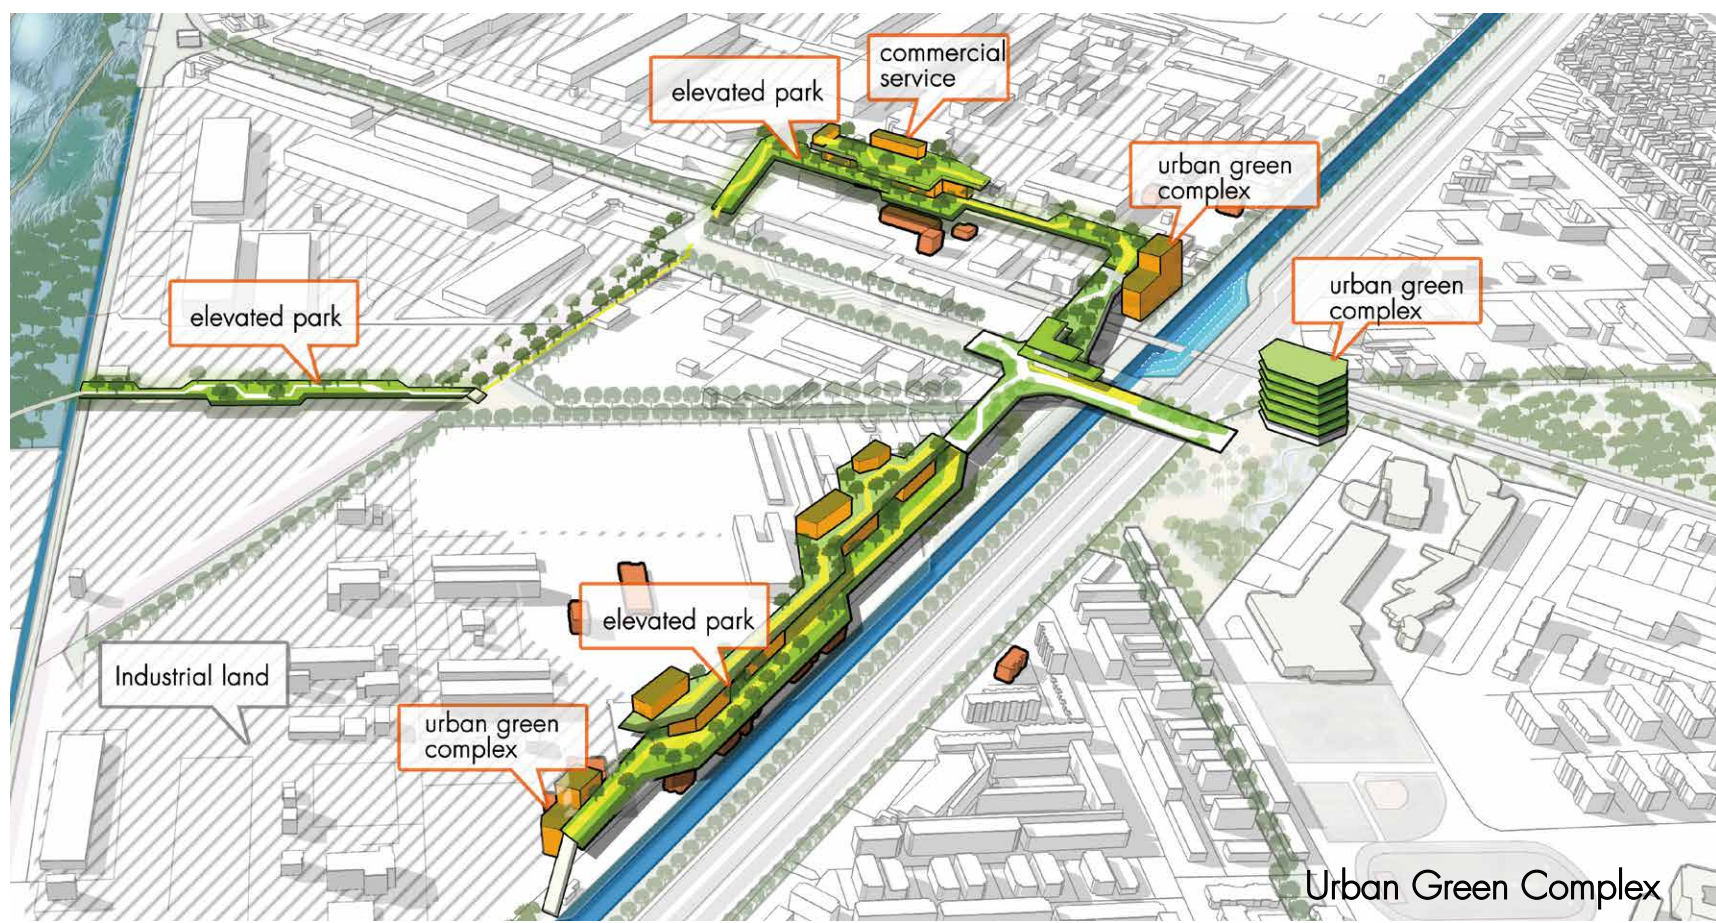 commercial
service
elevated park
urban green
complex
urban green
complex
elevated park
elevated park
Industrial land
urban green
complex
Urban Green Complex